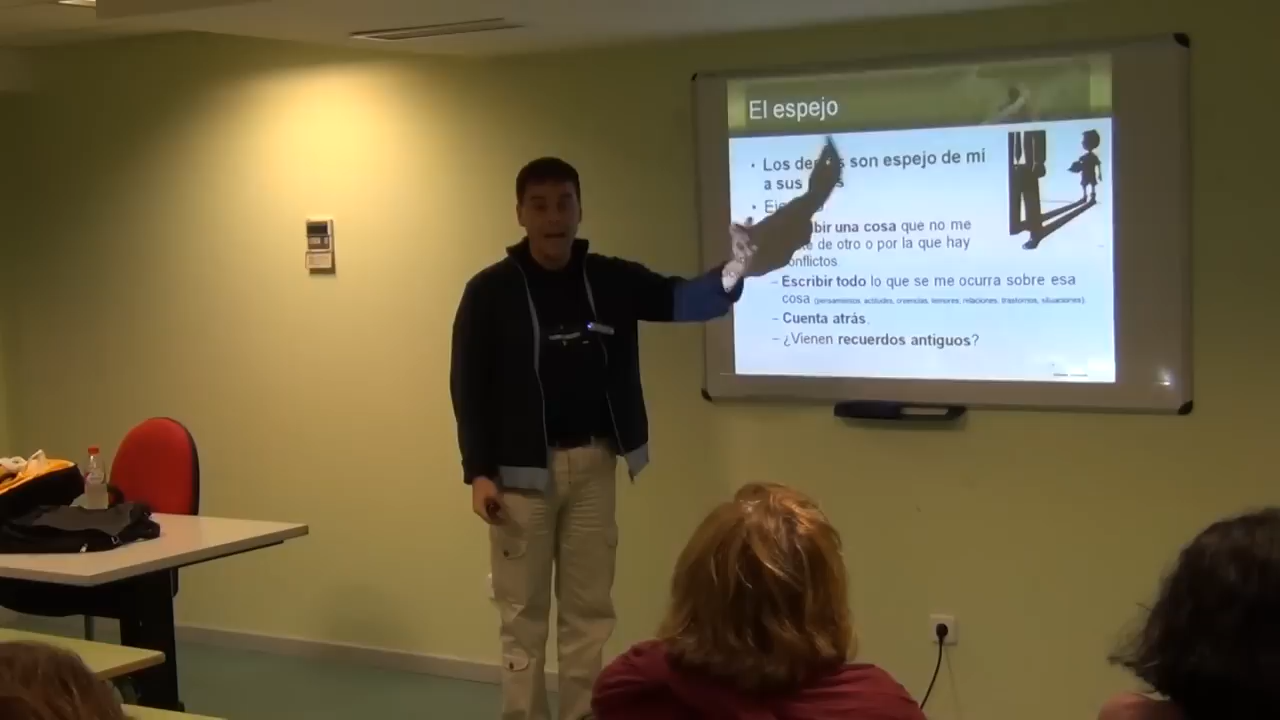 El espejo
Los de s son espejo de mi
a sus s
bir una cosa que no me
de otro o por la que hay
onflictos
– Escribir todo lo que se me ocurra sobre esa
cosa (pensamientos, actitudes, creencias, temores, relaciones, trastornos, situaciones).
– Cuenta atrás.
– ¿Vienen recuerdos antiguos?